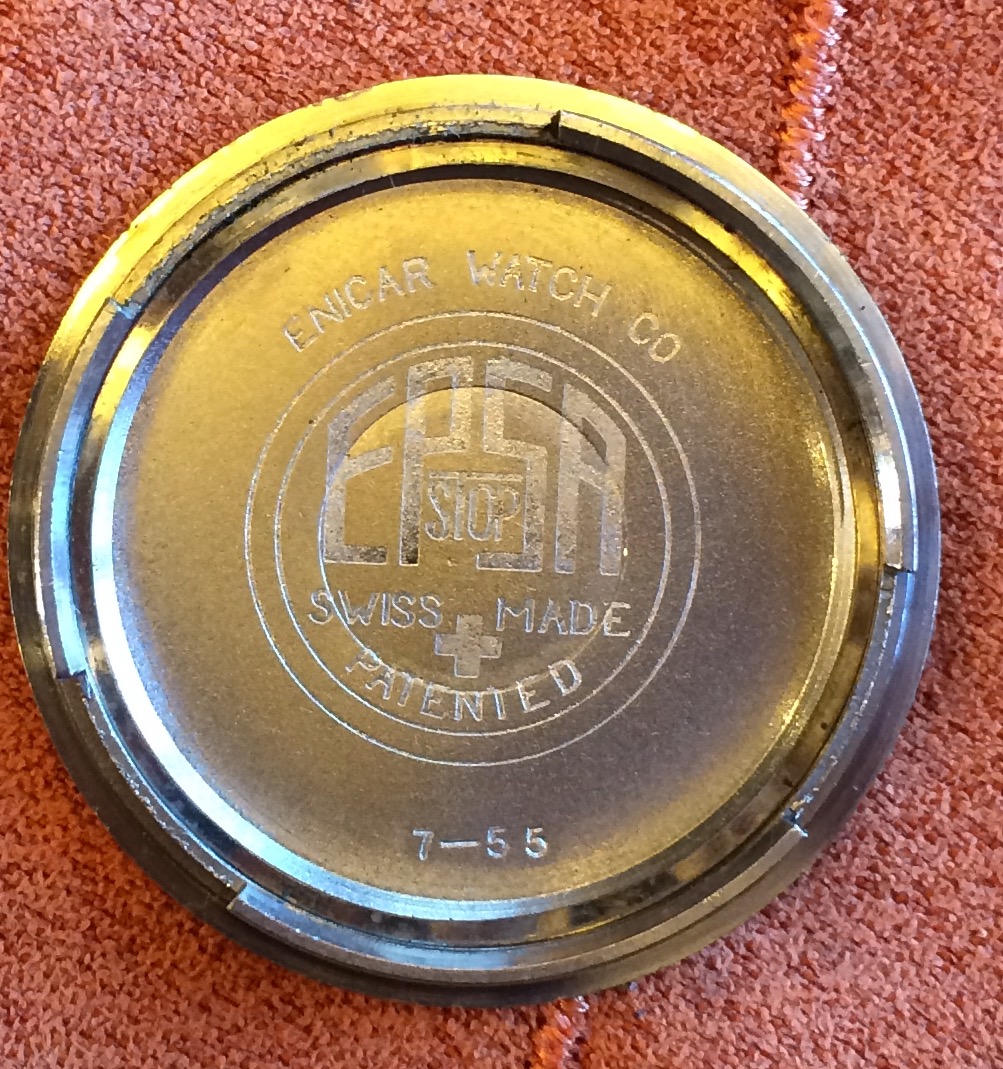 ENICAR WATCH CO
EPSA
STOP
SWISS MADE
PATENTED
7-55